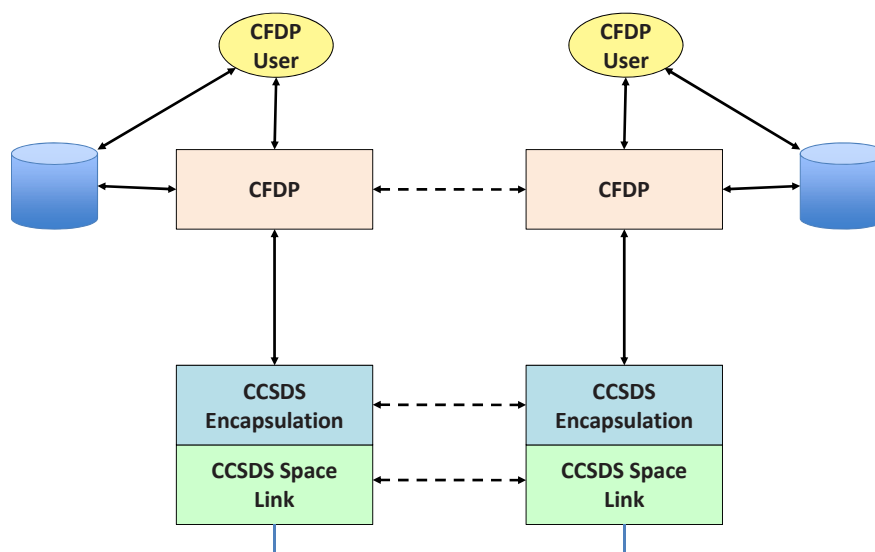 CFDP
User
CFDP
User
CFDP
CFDP
CCSDS
Encapsulation
CCSDS
Encapsulation
CCSDS Space
Link
CCSDS Space
Link